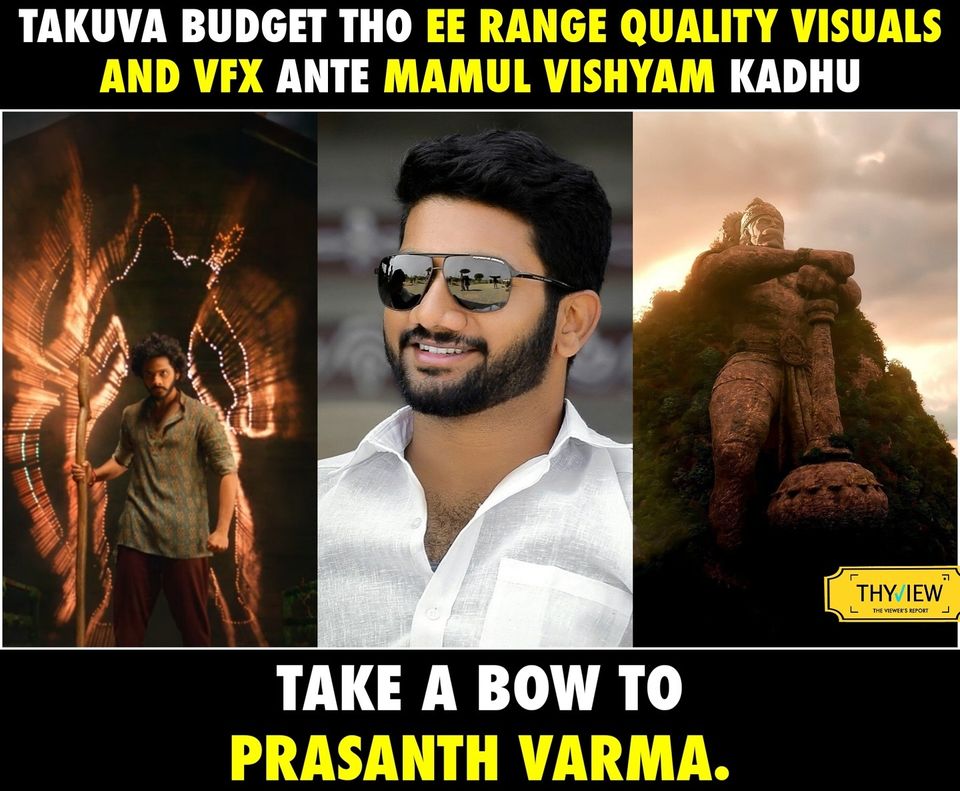 TAKUVA BUDGET THO EE RANGE QUALITY VISUALS
AND VFX ANTE MAMUL VISHYAM KADHU
THYVIEW
THE VIEWER'S REPORT
TAKE A BOW TO
PRASANTH VARMA.